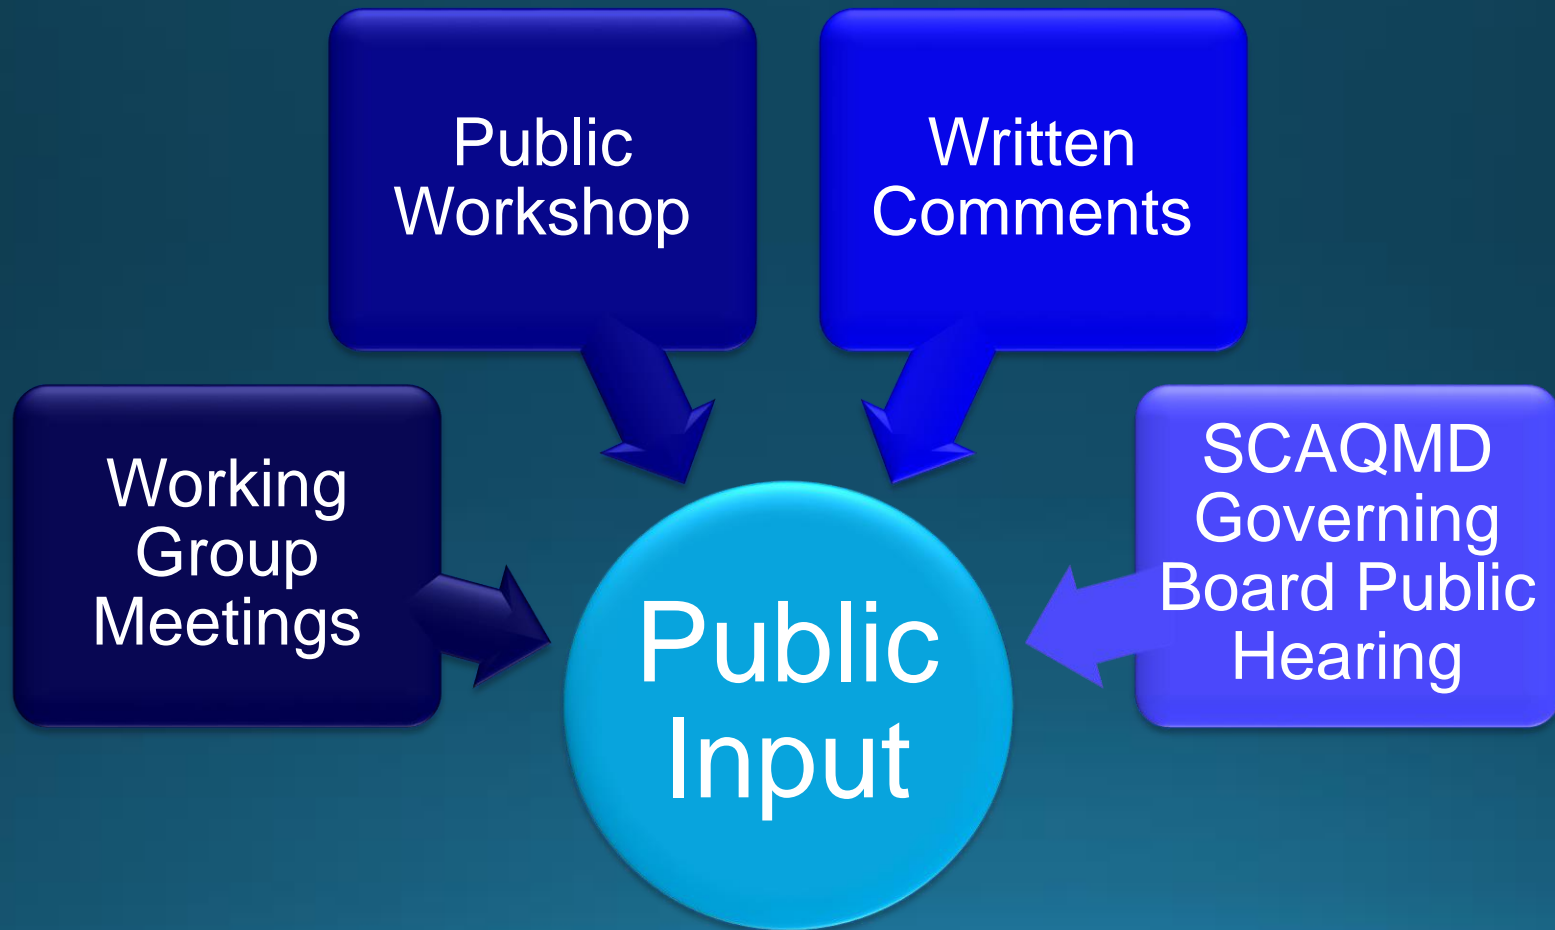 Public
Workshop
Written
Comments
Working
Group
Meetings
SCAQMD
Governing
Board Public
Hearing
Public
Input